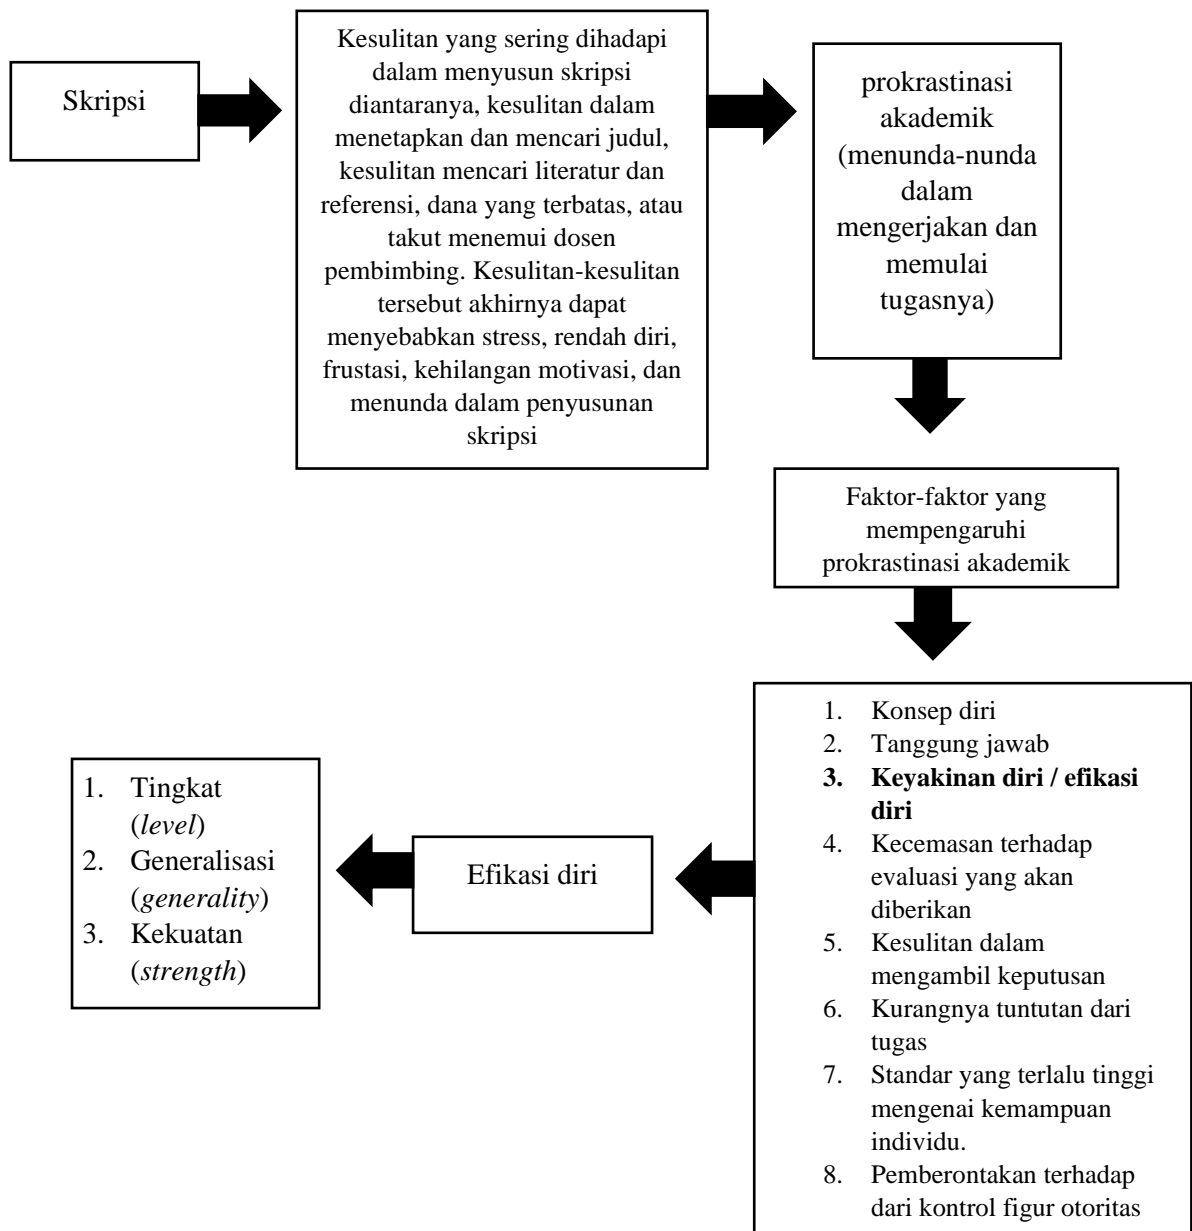 Skripsi
Kesulitan yang sering dihadapi
dalam menyusun skripsi
diantaranya, kesulitan dalam
menetapkan dan mencari judul,
kesulitan mencari literatur dan
referensi, dana yang terbatas, atau
takut menemui dosen
pembimbing. Kesulitan-kesulitan
tersebut akhirnya dapat
menyebabkan stress, rendah diri,
frustasi, kehilangan motivasi, dan
menunda dalam penyusunan
skripsi
prokrastinasi
akademik
(menunda-nunda
dalam
mengerjakan dan
memulai
tugasnya)
Faktor-faktor yang
mempengaruhi
prokrastinasi akademik
1. Konsep diri
2. Tanggung jawab
3. Keyakinan diri / efikasi
diri
4. Kecemasan terhadap
evaluasi yang akan
diberikan
5. Kesulitan dalam
mengambil keputusan
6. Kurangnya tuntutan dari
tugas
7. Standar yang terlalu tinggi
mengenai kemampuan
individu.
8. Pemberontakan terhadap
dari kontrol figur otoritas
Efikasi diri
1. Tingkat
(level)
2. Generalisasi
(generality)
3. Kekuatan
(strength)